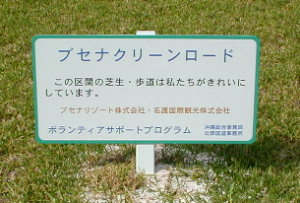 ブセナクリーンロード
この区間の芝生・歩道は私たちがきれいに
しています。
ブセナリゾート株式会社・名護国際観光株式会社
ボランティアサポートプログラム
沖縄総合事務局
北部国道事務所